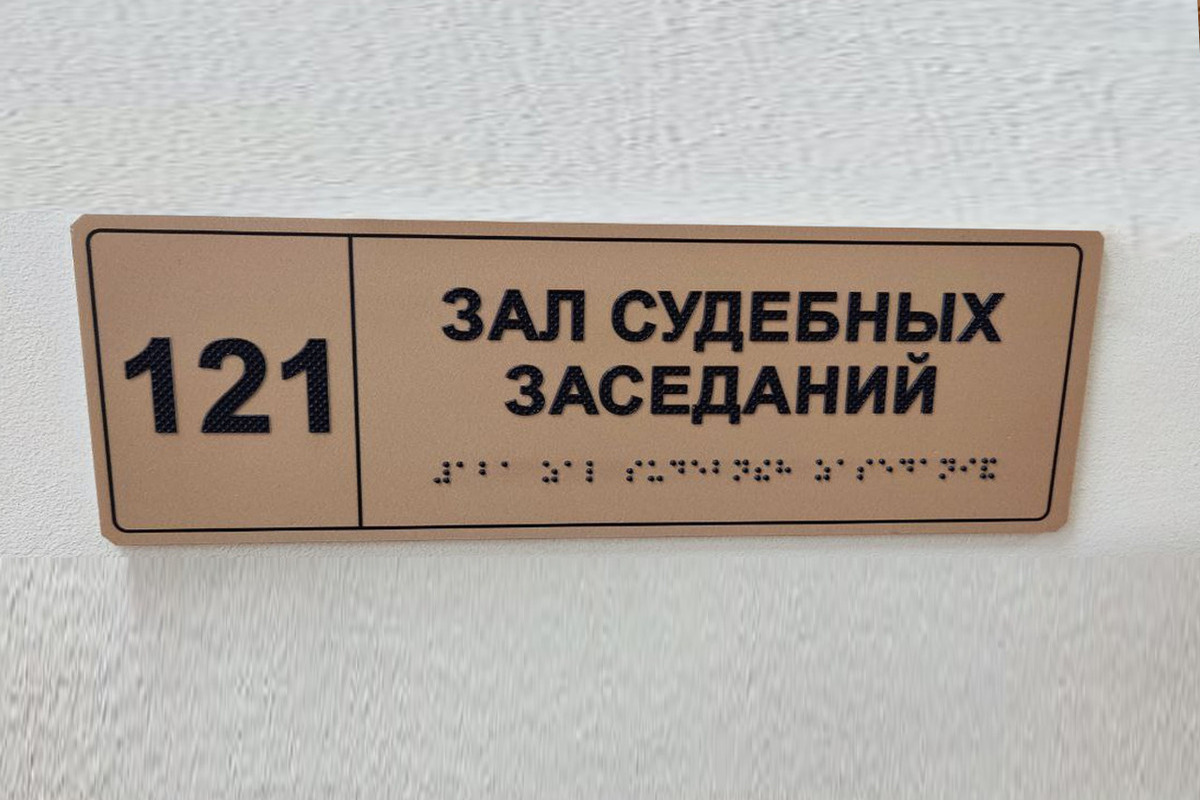 121
ЗАЛ СУДЕБНЫХ
ЗАСЕДАНИЙ
⠼⠁⠃⠁ ⠵⠁⠇ ⠎⠥⠙⠑⠃⠝⠮⠓ ⠵⠁⠎⠑⠙⠁⠝⠊⠯